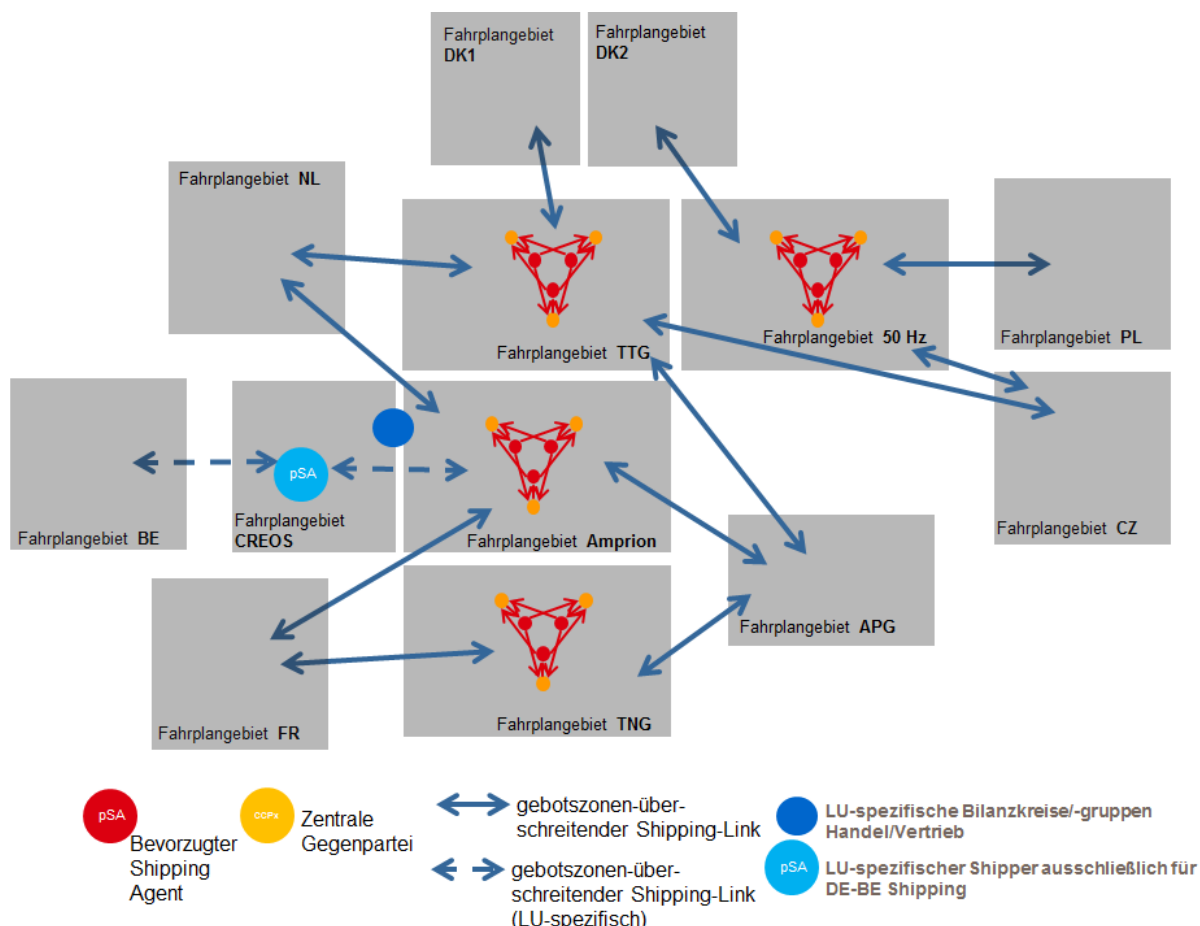 Fahrplangebiet
DK1
Fahrplangebiet
DK2
Fahrplangebiet NL
Fahrplangebiet TTG
Fahrplangebiet 50 Hz
Fahrplangebiet PL
Fahrplangebiet BE
pSA
Fahrplangebiet
CREOS
Fahrplangebiet Amprion
Fahrplangebiet CZ
Fahrplangebiet APG
Fahrplangebiet FR
Fahrplangebiet TNG
pSA
Bevorzugter
Shipping
Agent
CCPx
Zentrale
Gegenpartei
gebotszonen-über-
schreitender Shipping-Link
gebotszonen-über-
schreitender Shipping-Link
(LU-spezifisch)
LU-spezifische Bilanzkreise/-gruppen
Handel/Vertrieb
pSA
LU-spezifischer Shipper ausschließlich für
DE-BE Shipping